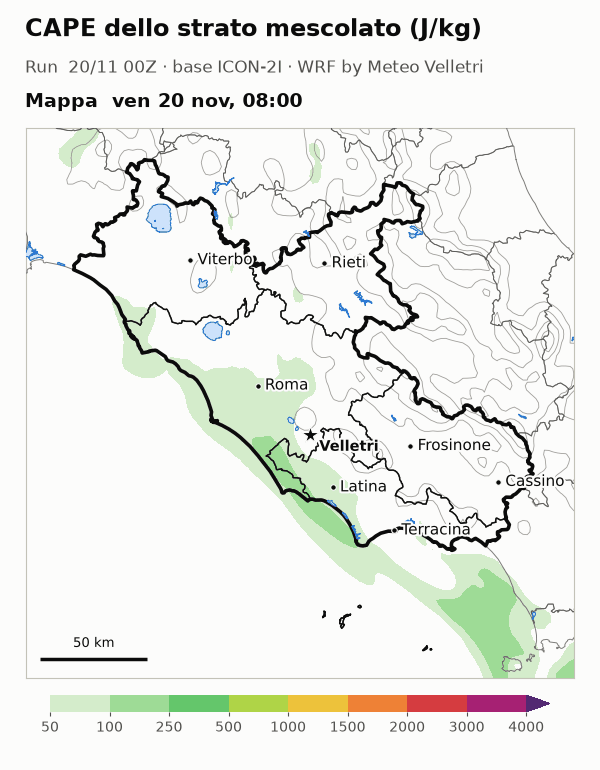 CAPE dello strato mescolato (J/kg)
Run  20/11 00Z · base ICON-2I · WRF by Meteo Velletri
Mappa  ven 20 nov, 08:00
Viterbo
Rieti
Roma
Velletri
Frosinone
Cassino
Latina
Terracina
50 km
50 100 250 500 1000 1500 2000 3000 4000